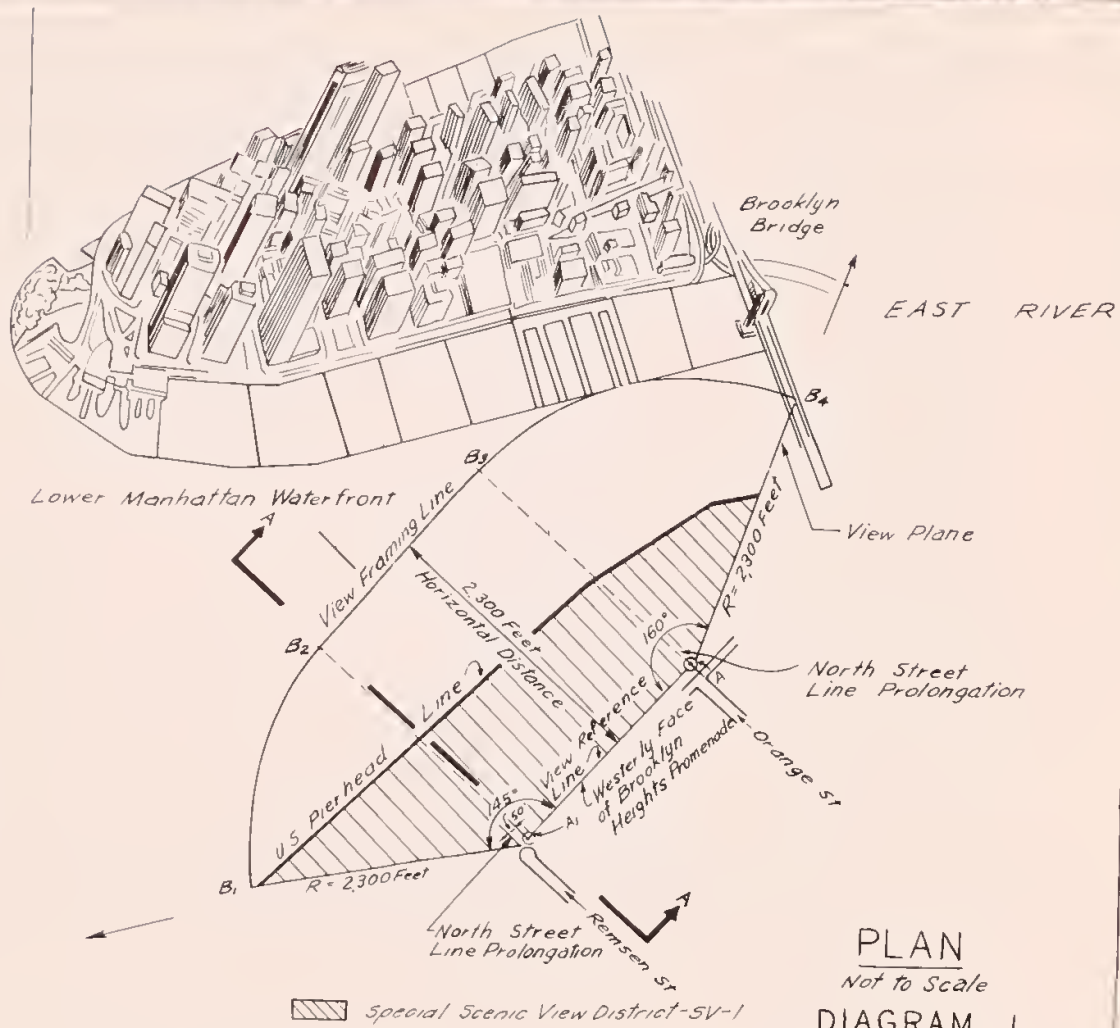 Brooklyn
Bridge
EAST RIVER
B4
B3
Lower Manhattan Waterfront
A
View Framing Line
View Plane
2,300 Feet
Horizontal Distance
R= 2,300 Feet
160°
B2
North Street
Line Prolongation
A
U.S Pierhead Line
View Reference
Line
Westerly Face
of Brooklyn
Heights Promenade
Orange St
145°
50'
A1
B1
R = 2,300 Feet
A
North Street
Line Prolongation
Remsen St
PLAN
Not to Scale
Special Scenic View District-SV-1
DIAGRAM I